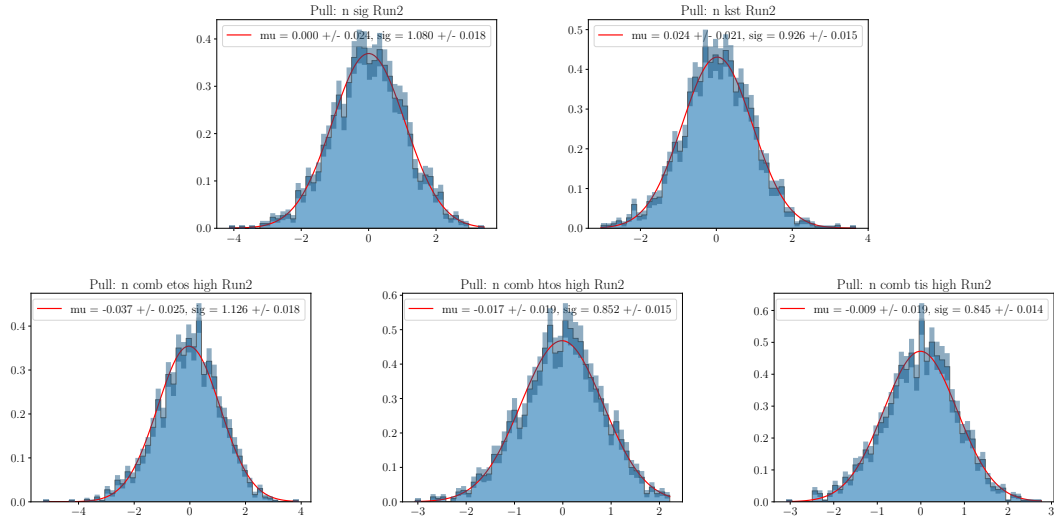 Pull: n sig Run2
mu = 0.000 +/- 0.024, sig = 1.080 +/- 0.018
0.4
0.3
0.2
0.1
0.0
−4 −2 0 2
Pull: n kst Run2
mu = 0.024 +/- 0.021, sig = 0.926 +/- 0.015
0.5
0.4
0.3
0.2
0.1
0.0
−2 0 2 4
Pull: n comb etos high Run2
mu = -0.037 +/- 0.025, sig = 1.126 +/- 0.018
0.4
0.3
0.2
0.1
0.0
−4 −2 0 2 4
Pull: n comb htos high Run2
mu = -0.017 +/- 0.019, sig = 0.852 +/- 0.015
0.6
0.5
0.4
0.3
0.2
0.1
0.0
−3 −2 −1 0 1 2
Pull: n comb tis high Run2
mu = -0.009 +/- 0.019, sig = 0.845 +/- 0.014
0.6
0.5
0.4
0.3
0.2
0.1
0.0
−3 −2 −1 0 1 2 3